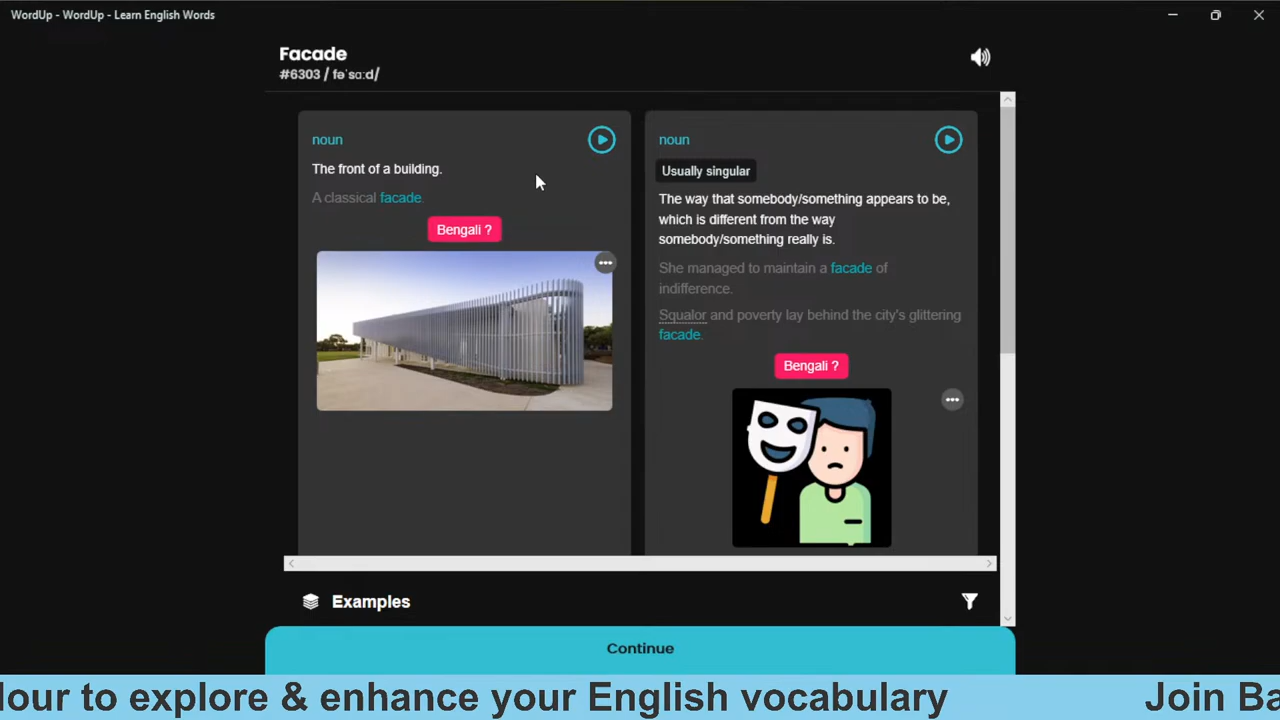 WordUp - WordUp - Learn English Words
Facade
#6303 / fəˈsɑːd/
noun
The front of a building.
A classical facade.
Bengali ?
noun
Usually singular
The way that somebody/something appears to be,
which is different from the way
somebody/something really is.
She managed to maintain a facade of
indifference.
Squalor and poverty lay behind the city's glittering
facade.
Bengali ?
Examples
Continue
to explore & enhance your English vocabulary
Join